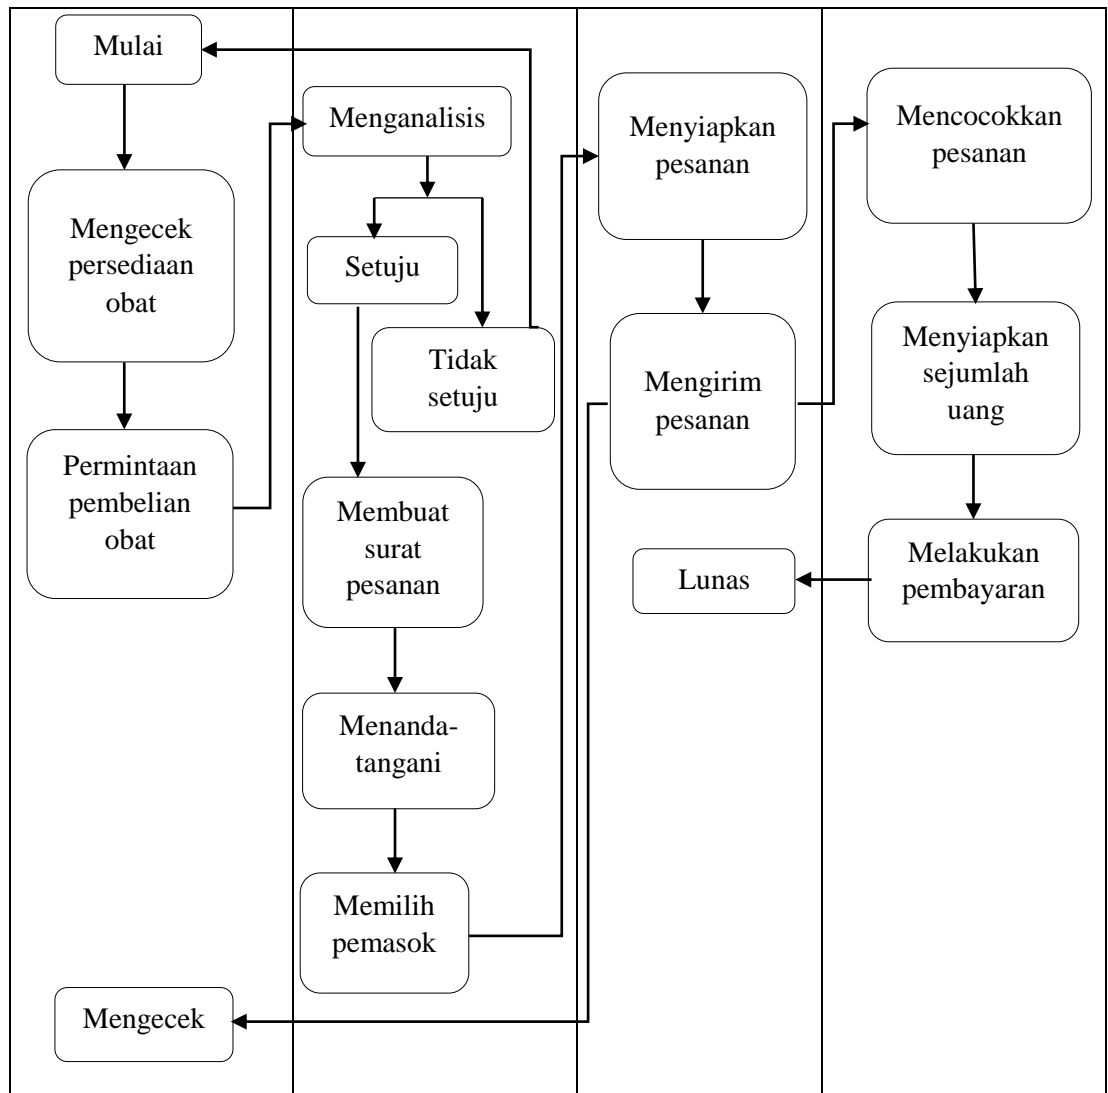 Mulai
Mengecek
persediaan
obat
Permintaan
pembelian
obat
Mengecek
Menganalisis
Setuju
Tidak
setuju
Membuat
surat
pesanan
Menanda-
tangani
Memilih
pemasok
Menyiapkan
pesanan
Mengirim
pesanan
Lunas
Mencocokkan
pesanan
Menyiapkan
sejumlah
uang
Melakukan
pembayaran